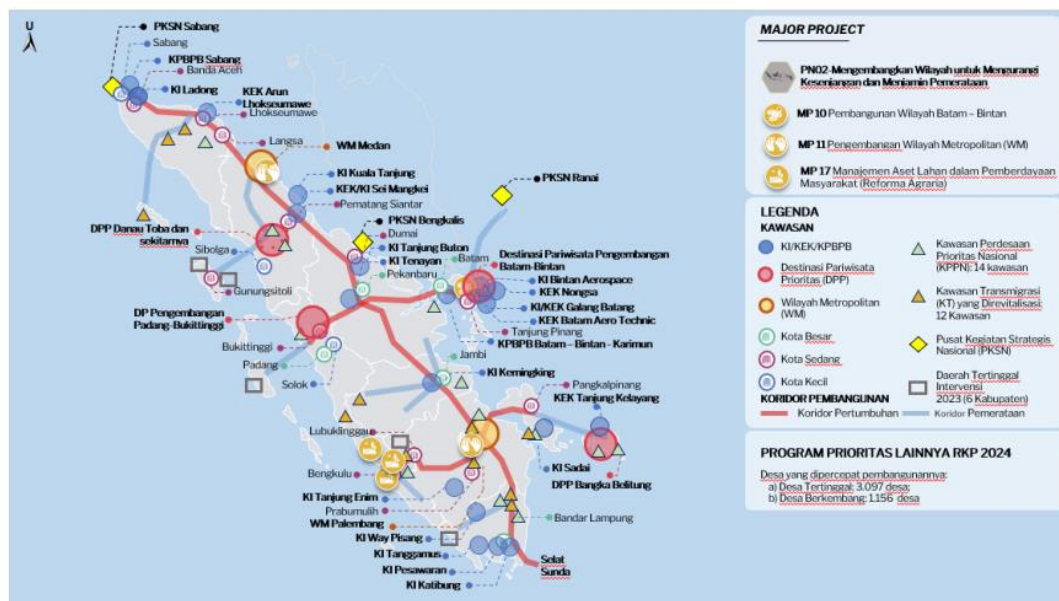 U
PKSN Sabang
Sabang
KPBPB Sabang
Banda Aceh
KI Ladong
KEK Arun
Lhokseumawe
Lhokseumawe
Langsa
WM Medan
KI Kuala Tanjung
KEK/KI Sei Mangkei
Pematang Siantar
PKSN Ranai
PKSN Bengkalis
Dumai
DPP Danau Toba dan
sekitarnya
KI Tanjung Buton
Batam
Destinasi Pariwisata Pengembangan
Batam-Bintan
Sibolga
KI Tenayan
Pekanbaru
KI Bintan Aerospace
Gunungsitoli
KEK Nongsa
KI/KEK Galang Batang
DP Pengembangan
Padang-Bukittinggi
KEK Batam Aero Technic
Tanjung Pinang
KPBPB Batam – Bintan - Karimun
Bukittinggi
Padang
Jambi
Solok
KI Kemingking
Pangkalpinang
KEK Tanjung Kelayang
Lubuklinggau
Bengkulu
KI Sadai
KI Tanjung Enim
DPP Bangka Belitung
Prabumulih
WM Palembang
Bandar Lampung
KI Way Pisang
KI Tanggamus
Selat
Sunda
KI Pesawaran
KI Katibung
MAJOR PROJECT
PN02-Mengembangkan Wilayah untuk Mengurangi
Kesenjangan dan Menjamin Pemerataan
MP 10 Pembangunan Wilayah Batam – Bintan
MP 11 Pengembangan Wilayah Metropolitan (WM)
MP 17 Manajemen Aset Lahan dalam Pemberdayaan
Masyarakat (Reforma Agraria)
LEGENDA
KAWASAN
KI/KEK/KPBPB
Destinasi Pariwisata
Prioritas (DPP)
Wilayah Metropolitan
(WM)
Kota Besar
Kota Sedang
Kota Kecil
Kawasan Perdesaan
Prioritas Nasional
(KPPN): 14 kawasan
Kawasan Transmigrasi
(KT) yang Direvitalisasi:
12 Kawasan
Pusat Kegiatan Strategis
Nasional (PKSN)
Daerah Tertinggal
Intervensi
2023 (6 Kabupaten)
KORIDOR PEMBANGUNAN
Koridor Pertumbuhan
Koridor Pemerataan
PROGRAM PRIORITAS LAINNYA RKP 2024
Desa yang dipercepat pembangunannya:
a) Desa Tertinggal: 3.097 desa;
b) Desa Berkembang: 1.156 desa